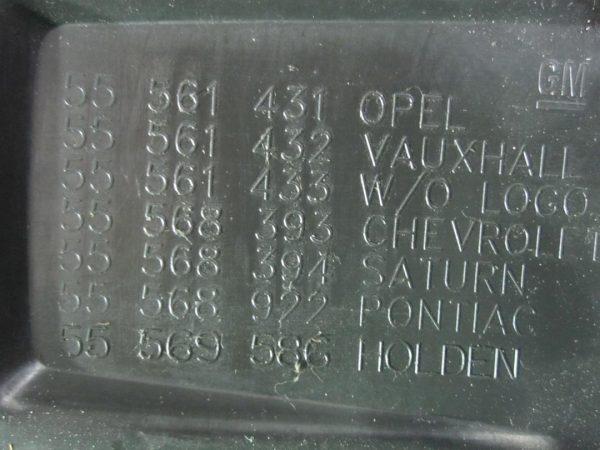 GM
55 561 431 OPEL
55 561 432 VAUXHALL
55 561 433 W/O LOGO
55 568 393 CHEVROLET
55 568 394 SATURN
55 568 922 PONTIAC
55 569 586 HOLDEN